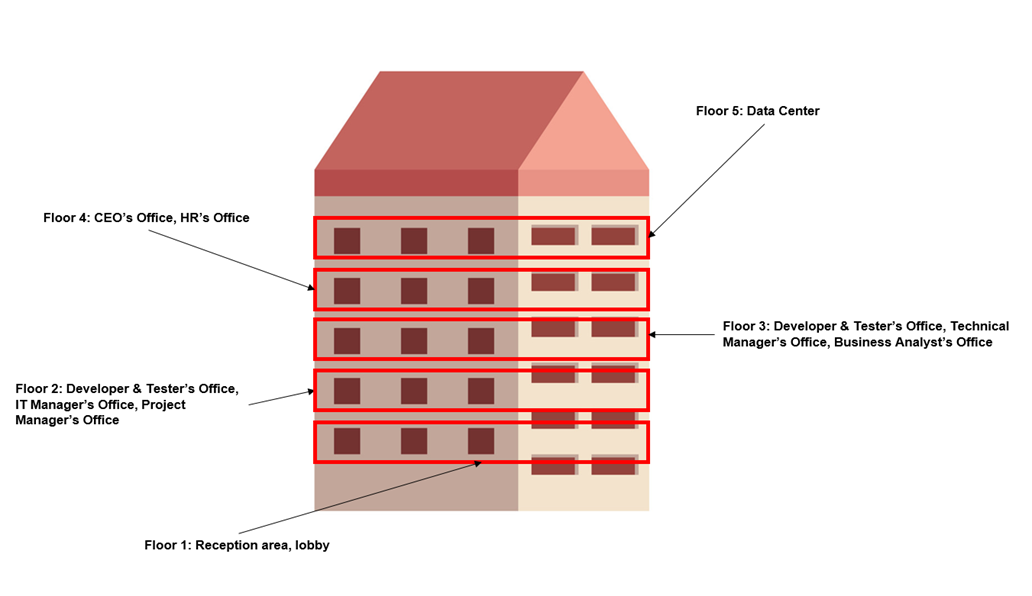 Floor 5: Data Center
Floor 4: CEO’s Office, HR’s Office
Floor 3: Developer & Tester’s Office, Technical
Manager’s Office, Business Analyst’s Office
Floor 2: Developer & Tester’s Office,
IT Manager’s Office, Project
Manager’s Office
Floor 1: Reception area, lobby